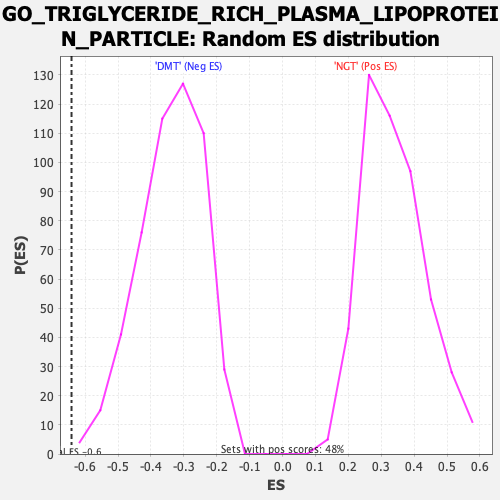 GO_TRIGLYCERIDE_RICH_PLASMA_LIPOPROTEI
N_PARTICLE: Random ES distribution
'DMT' (Neg ES) 'NGT' (Pos ES)
130
120
110
100
90
80
70
60
50
40
30
20
10
0
P(ES)
ES -0.6
Sets with pos scores: 48%
-0.6 -0.5 -0.4 -0.3 -0.2 -0.1 0.0 0.1 0.2 0.3 0.4 0.5 0.6
ES